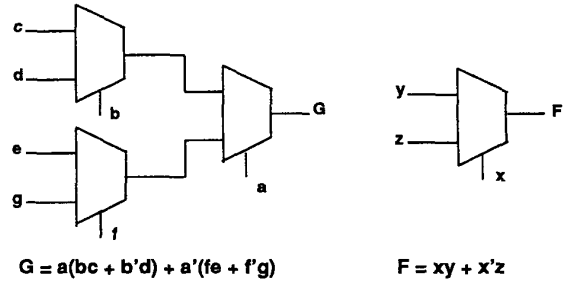 c
d
b
e
g
f
a
G
y
z
x
F
G = a(bc + b'd) + a'(fe + f'g)
F = xy + x'z